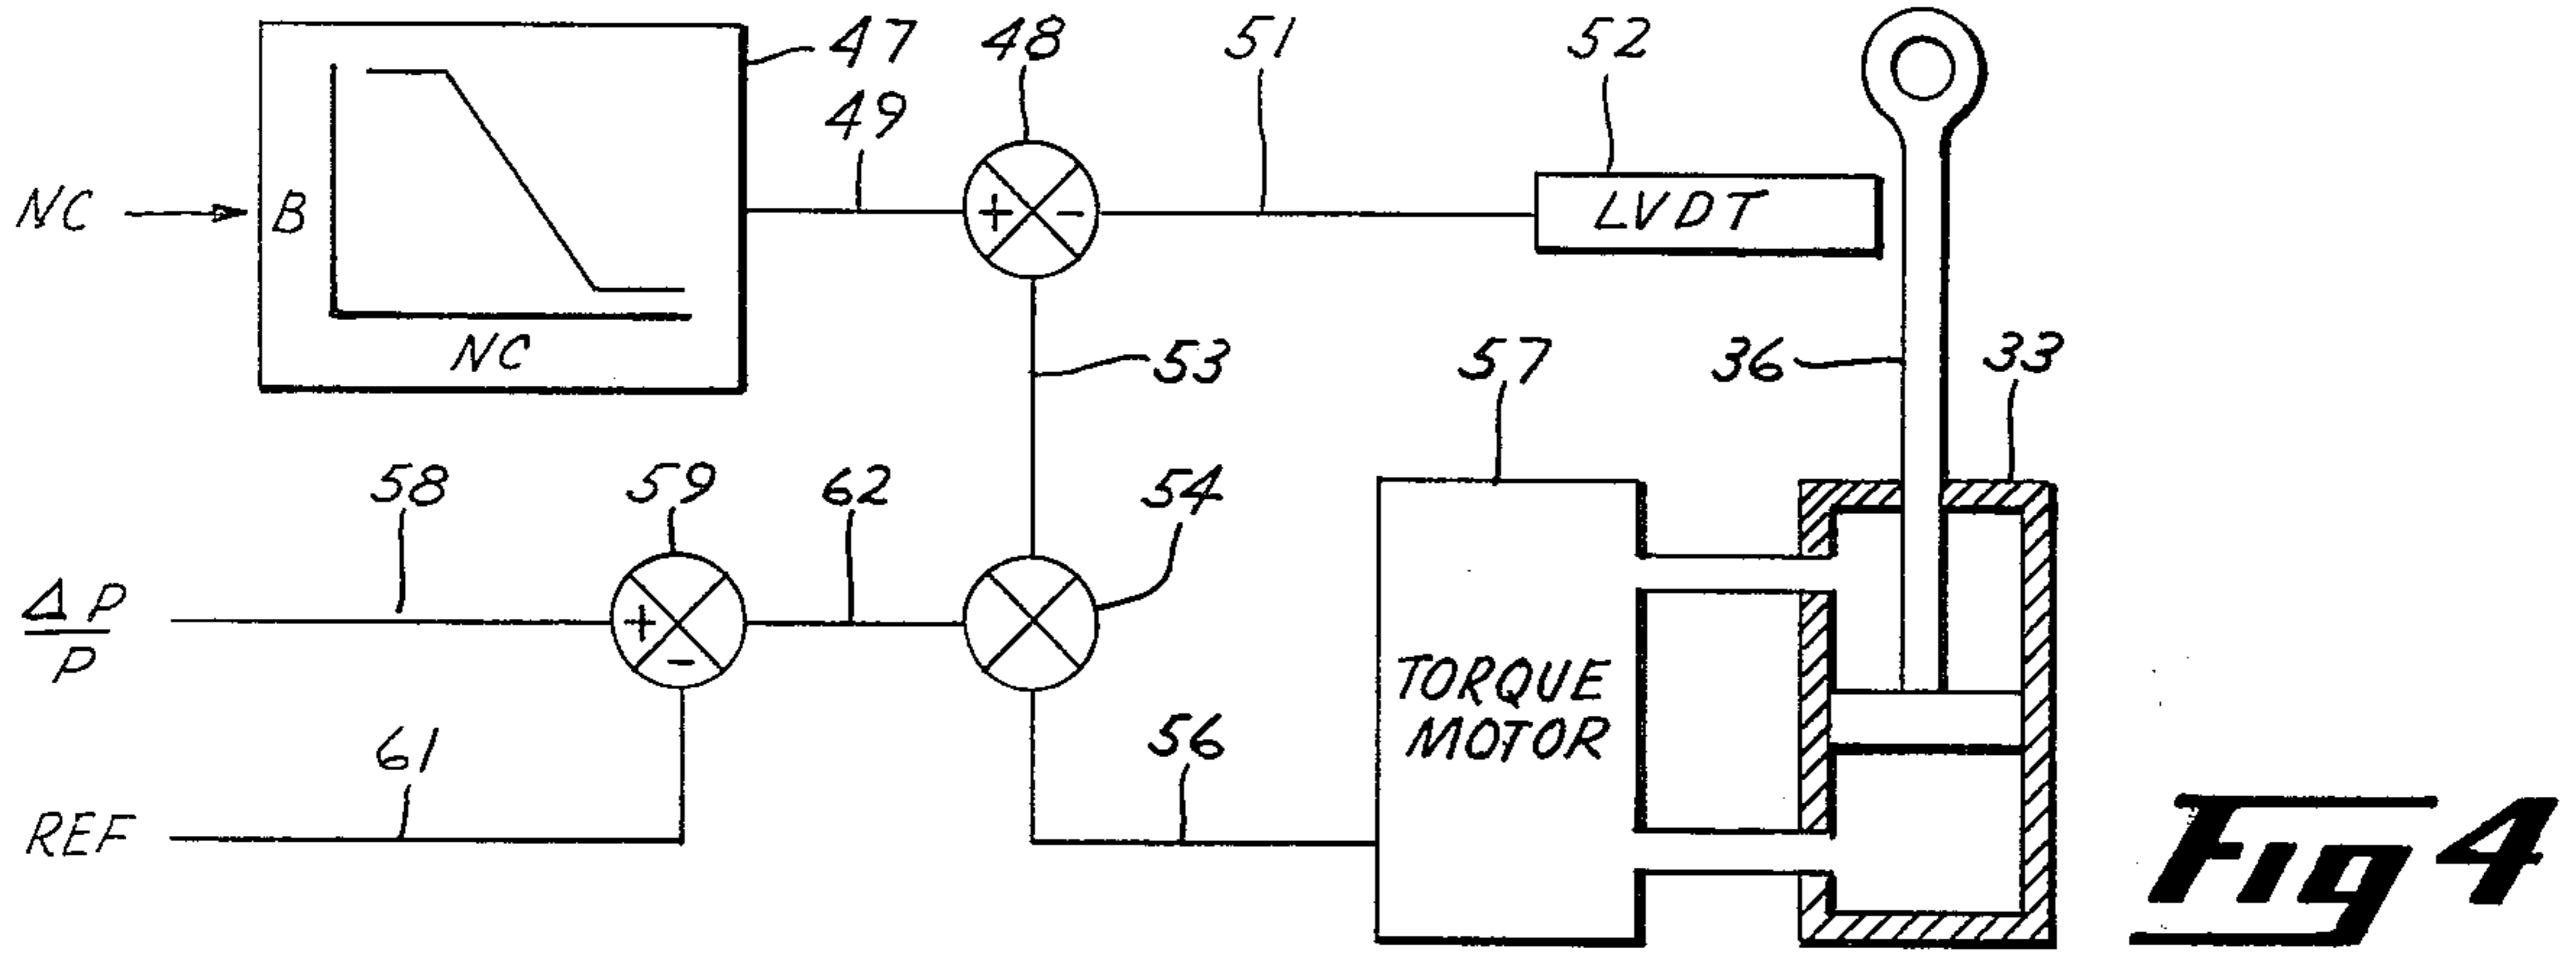 47
48
51
52
49
NC
B
+
-
LVDT
NC
53
57
36
33
58
59
62
54
ΔP
P
+
-
TORQUE
MOTOR
61
56
REF
Fig 4